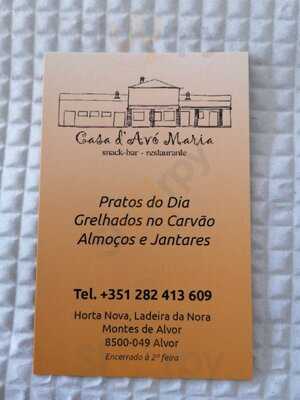 Casa d'Avó Maria
snack-bar - restaurante
Pratos do Dia
Grelhados no Carvão
Almoços e Jantares
Tel. +351 282 413 609
Horta Nova, Ladeira da Nora
Montes de Alvor
8500-049 Alvor
Encerrado à 2ª feira